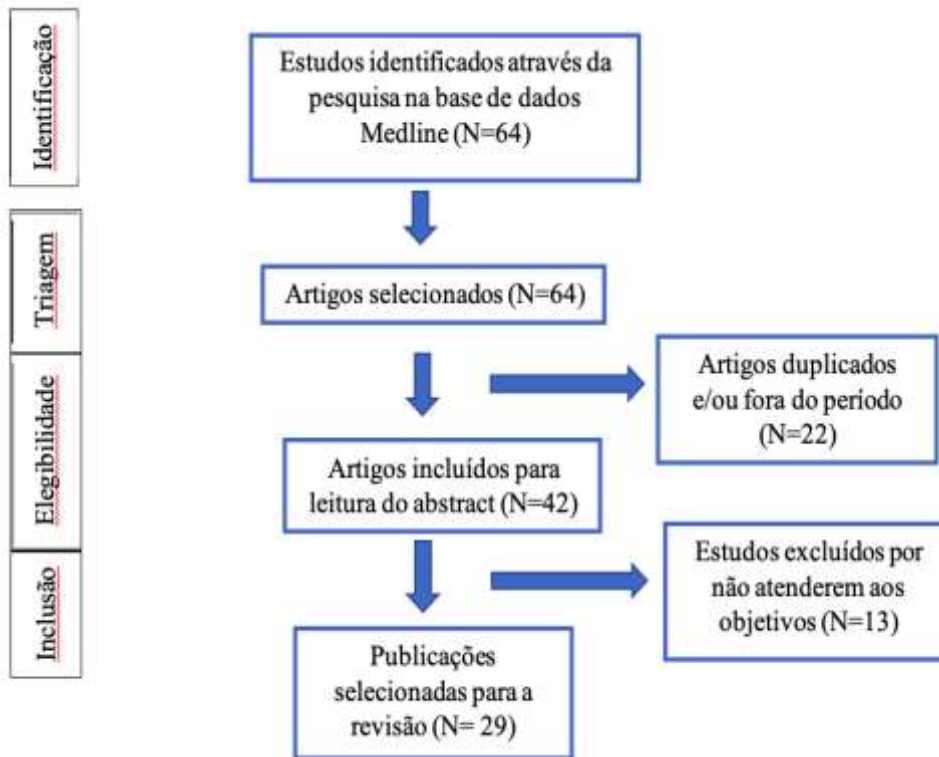 Identificação
Estudos identificados através da
pesquisa na base de dados
Medline (N=64)
Triagem
Artigos selecionados (N=64)
Artigos duplicados
e/ou fora do período
(N=22)
Elegibilidade
Artigos incluídos para
leitura do abstract (N=42)
Estudos excluídos por
não atenderem aos
objetivos (N=13)
Inclusão
Publicações
selecionadas para a
revisão (N= 29)